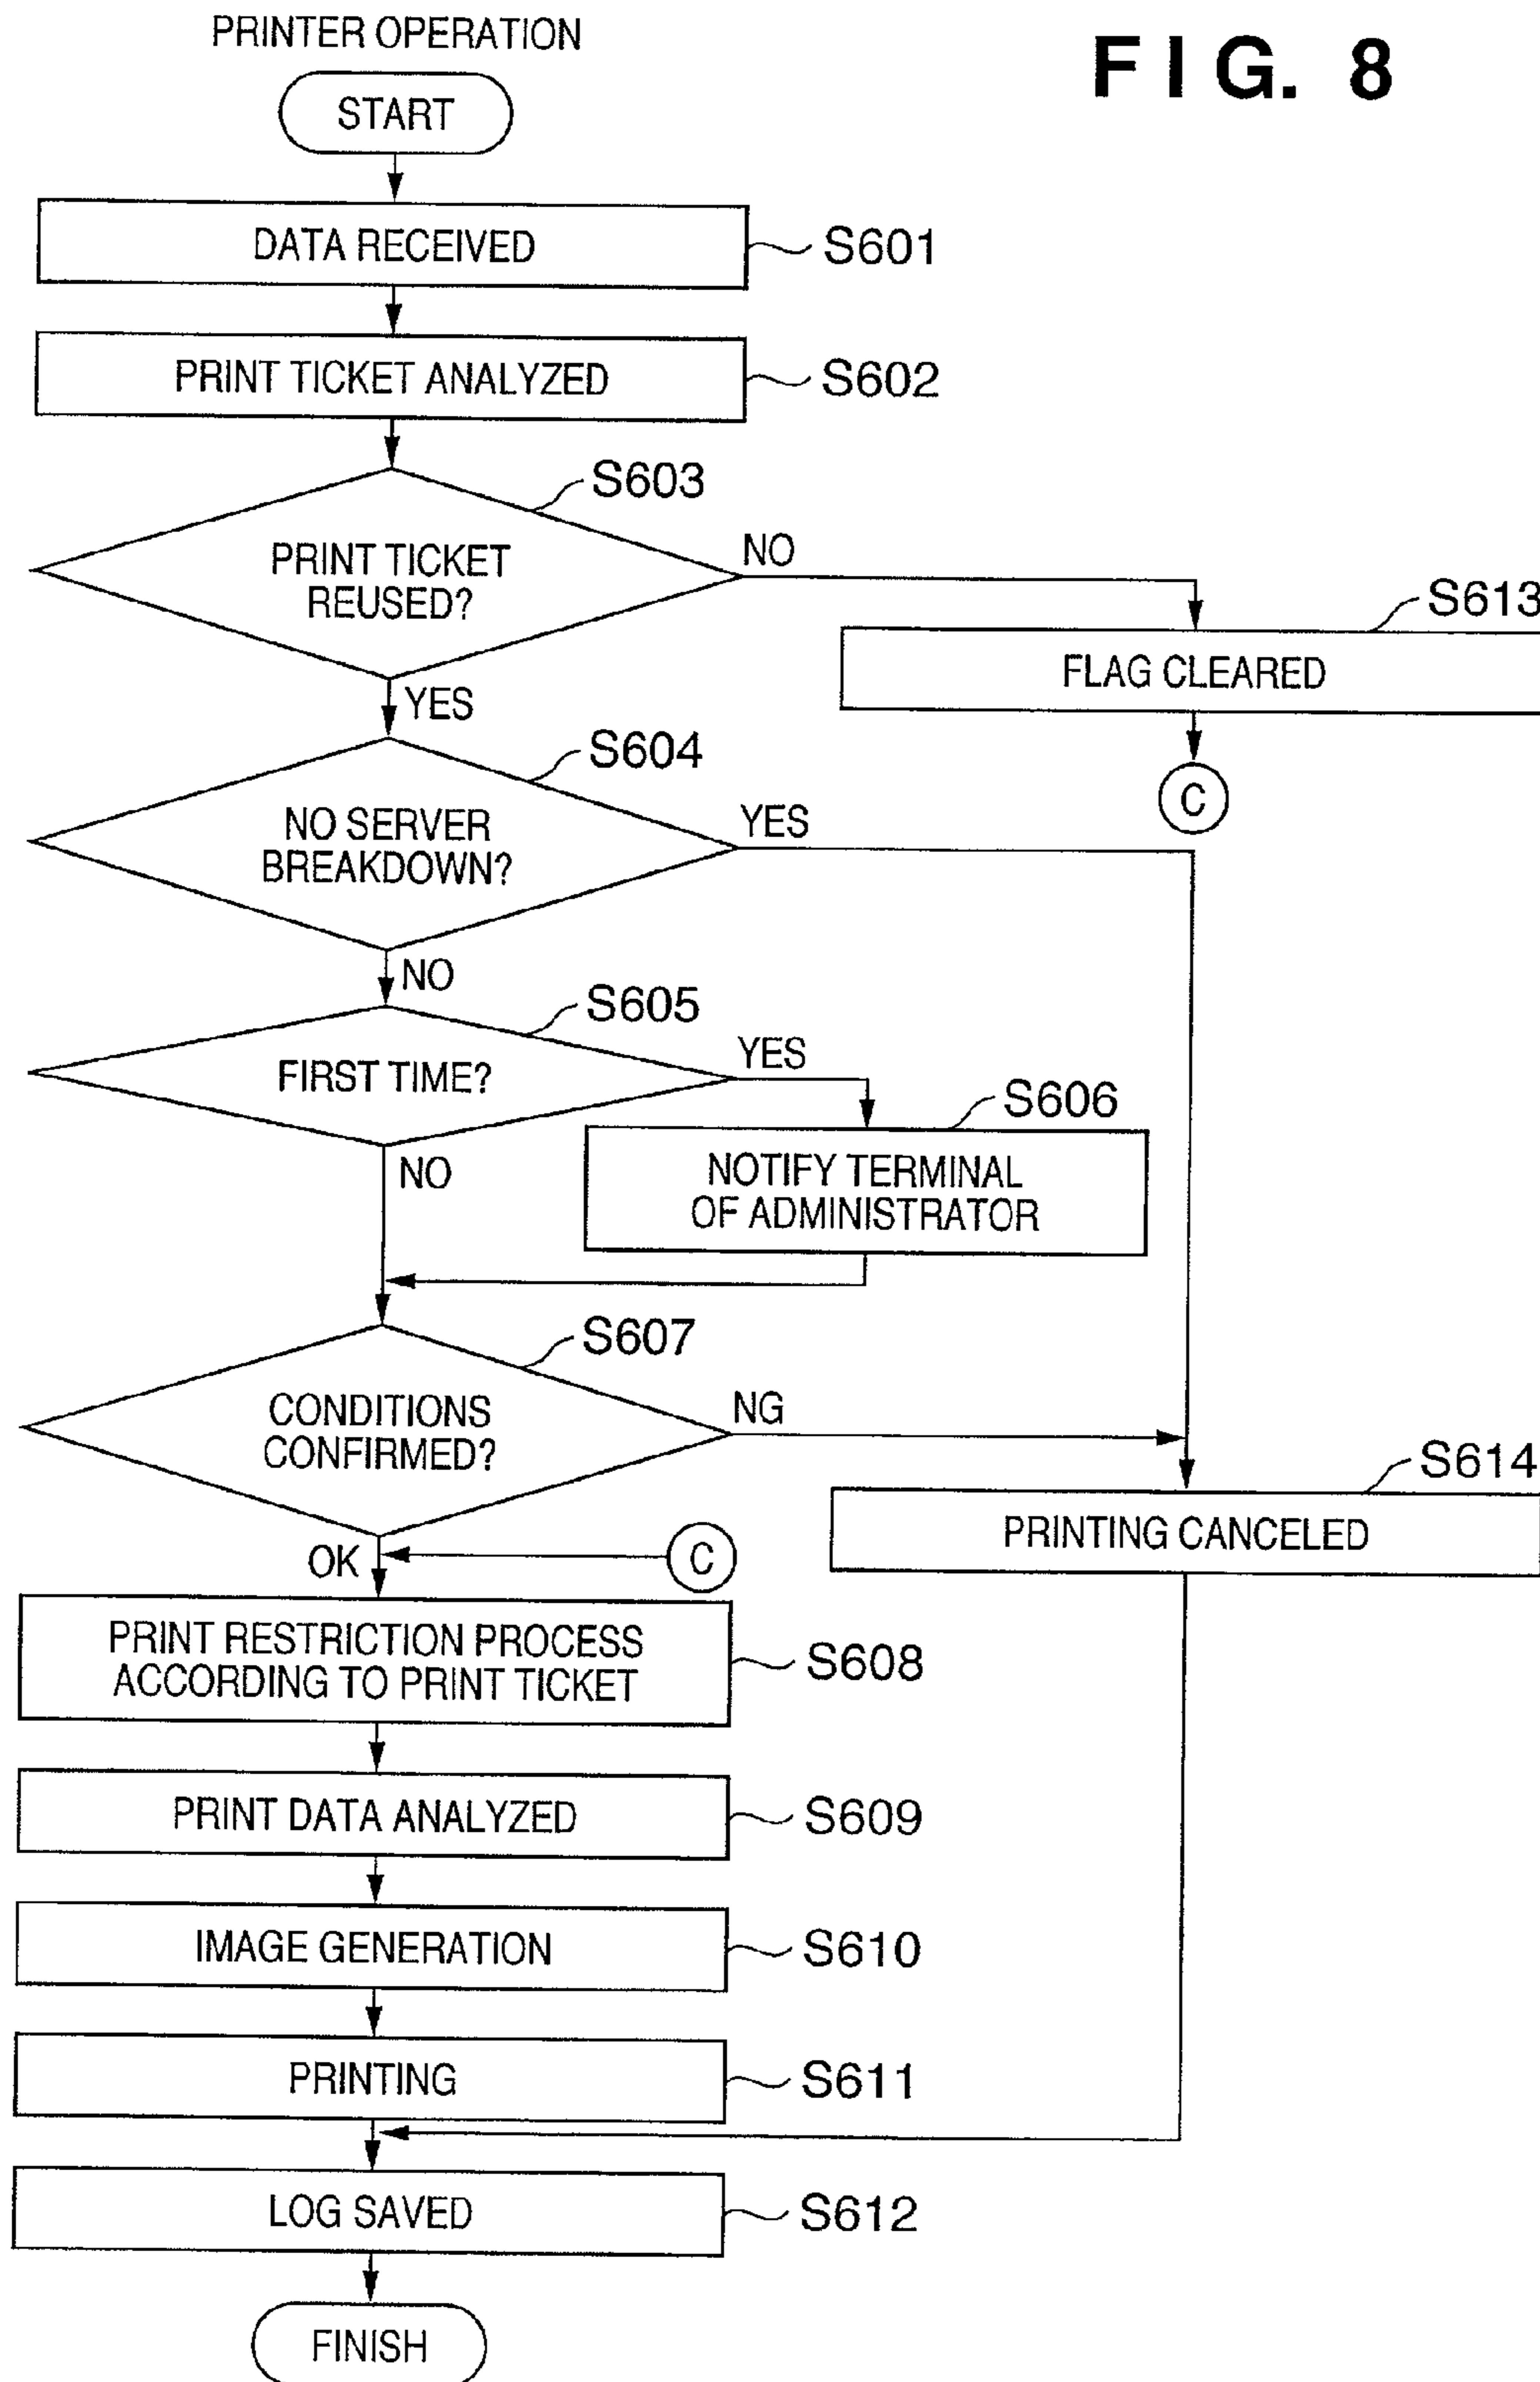 PRINTER OPERATION
FIG. 8
START
DATA RECEIVED
S601
PRINT TICKET ANALYZED
S602
S603
PRINT TICKET
REUSED?
NO
S613
FLAG CLEARED
YES
C
S604
NO SERVER
BREAKDOWN?
YES
NO
S605
FIRST TIME?
YES
S606
NOTIFY TERMINAL
OF ADMINISTRATOR
NO
S607
CONDITIONS
CONFIRMED?
NG
S614
PRINTING CANCELED
OK
C
PRINT RESTRICTION PROCESS
ACCORDING TO PRINT TICKET
S608
PRINT DATA ANALYZED
S609
IMAGE GENERATION
S610
PRINTING
S611
LOG SAVED
S612
FINISH